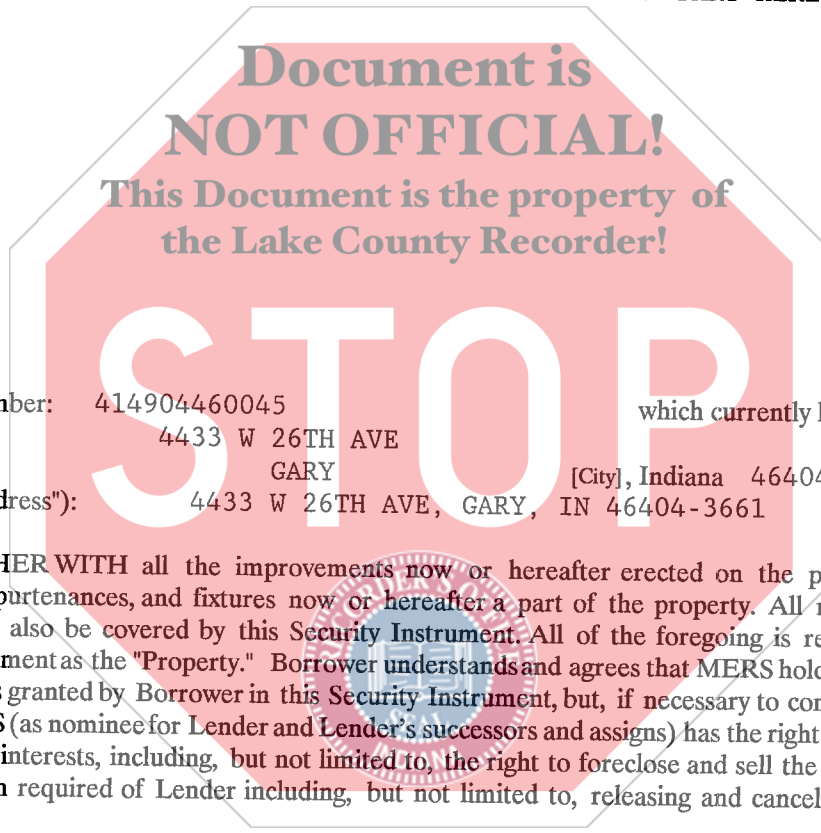 Document is
NOT OFFICIAL!
This Document is the property of
the Lake County Recorder!
STOP
mber: 414904460045 which currently
4433 W 26TH AVE
GARY [City], Indiana 46404
dress"): 4433 W 26TH AVE, GARY, IN 46404-3661
HER WITH all the improvements now or hereafter erected on the p
purtenances, and fixtures now or hereafter a part of the property. All
also be covered by this Security Instrument. All of the foregoing is re
ment as the "Property." Borrower understands and agrees that MERS hold
granted by Borrower in this Security Instrument, but, if necessary to con
S (as nominee for Lender and Lender's successors and assigns) has the right
interests, including, but not limited to, the right to foreclose and sell the
n required of Lender including, but not limited to, releasing and cancel
RECORDER'S OFFICE
SEAL
INDIANA